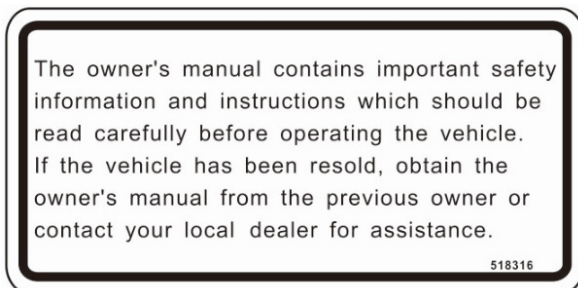 The owner's manual contains important safety
information and instructions which should be
read carefully before operating the vehicle.
If the vehicle has been resold, obtain the
owner's manual from the previous owner or
contact your local dealer for assistance.
518316